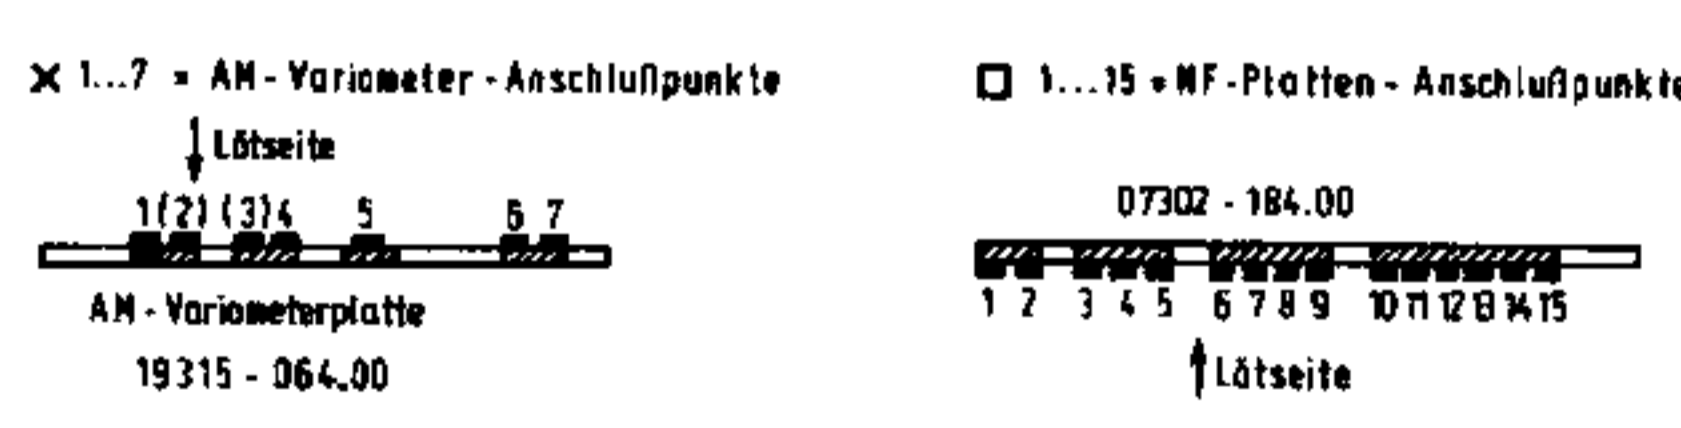 × 1...7 = AM - Variometer - Anschlußpunkte
Lötseite
1 (2) (3) 4 5 6 7
AM - Variometerplatte
19315 - 064.00
□ 1...15 = NF - Platten - Anschlußpunkte
07302 - 184.00
1 2 3 4 5 6 7 8 9 10 11 12 13 14 15
Lötseite